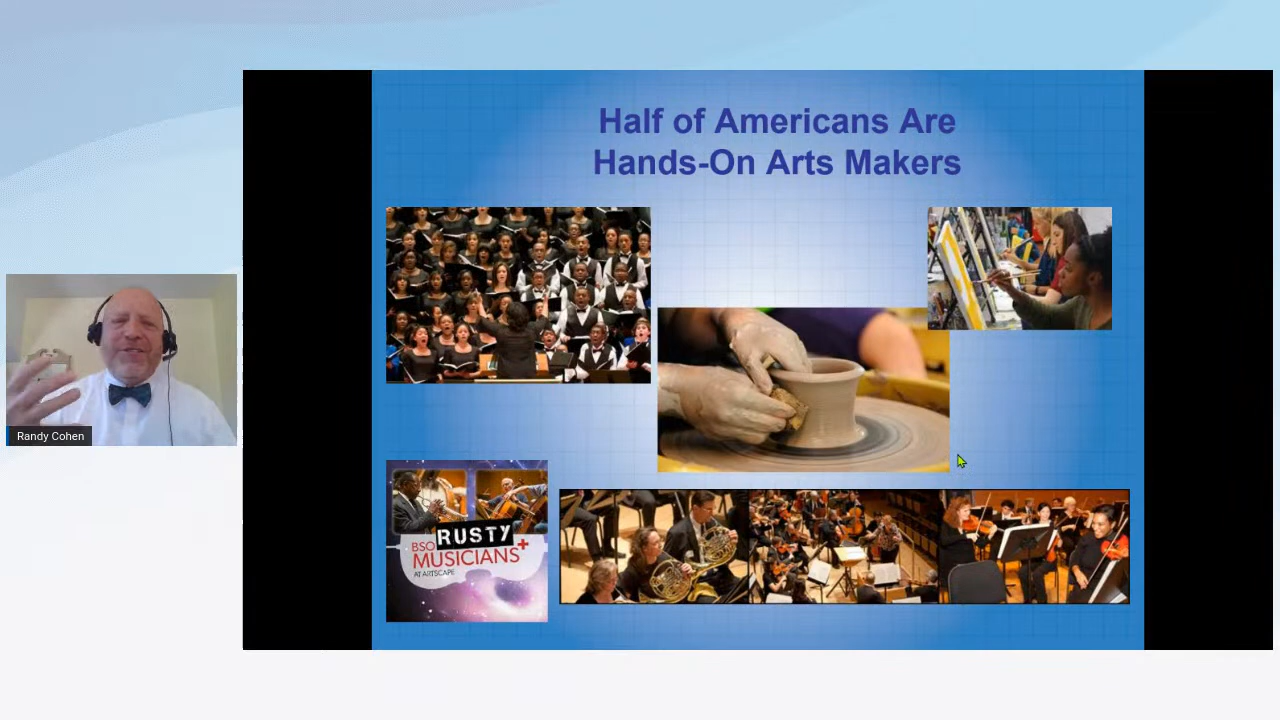 Half of Americans Are
Hands-On Arts Makers
Randy Cohen
RUSTY
BSO
MUSICIANS+
AT ARTSCAPE